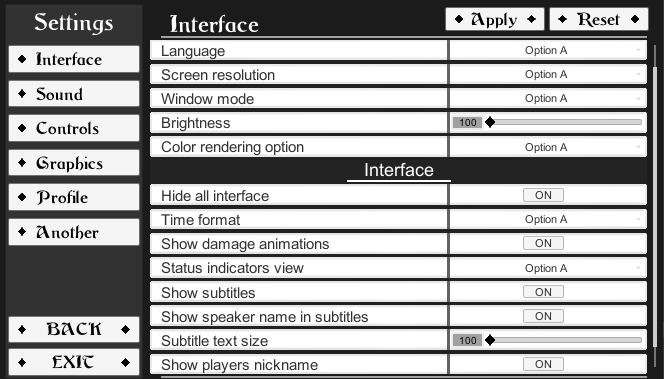 Settings
Interface
Sound
Controls
Graphics
Profile
Another
BACK
EXIT
Interface
Apply
Reset
Language Option A
Screen resolution Option A
Window mode Option A
Brightness 100
Color rendering option Option A
Interface
Hide all interface ON
Time format Option A
Show damage animations ON
Status indicators view Option A
Show subtitles ON
Show speaker name in subtitles ON
Subtitle text size 100
Show players nickname ON